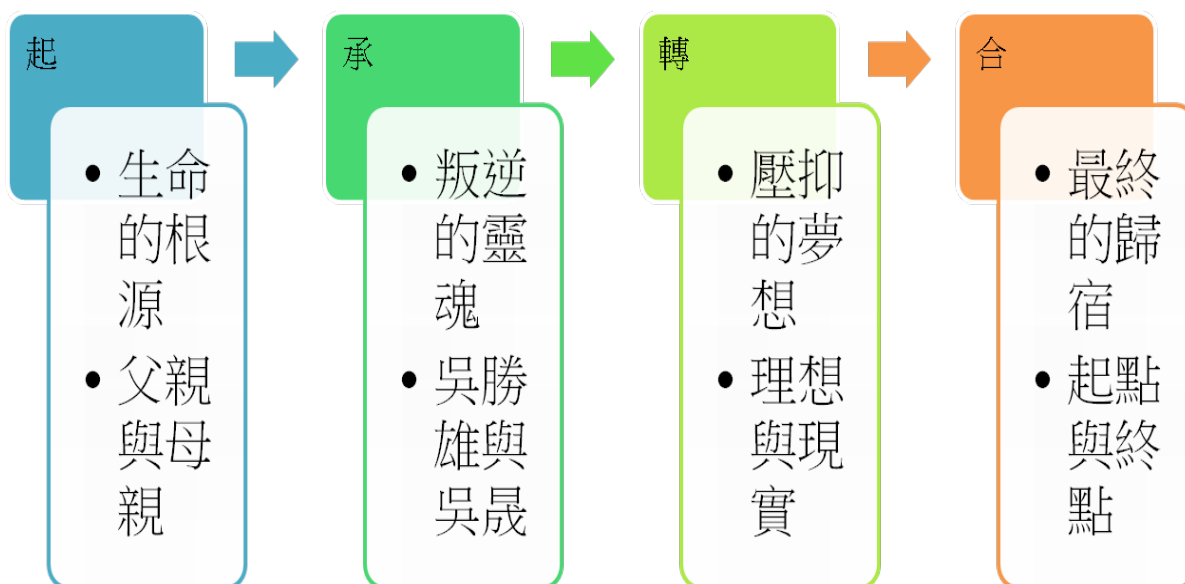 起
• 生命
的根
源
• 父親
與母
親
承
• 叛逆
的靈
魂
• 吳勝
雄與
吳晟
轉
• 壓抑
的夢
想
• 理想
與現
實
合
• 最終
的歸
宿
• 起點
與終
點